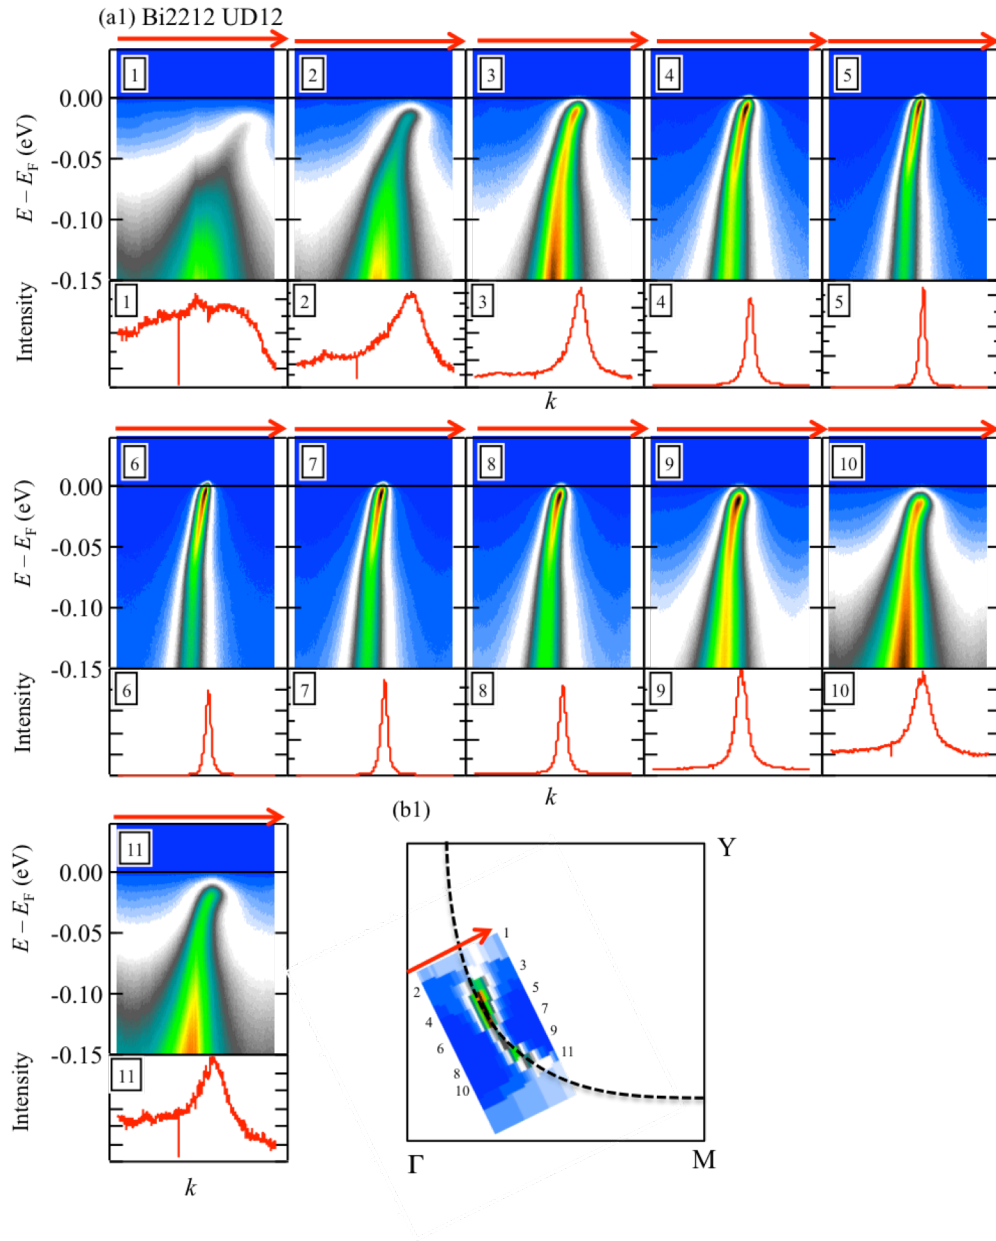 (a1) Bi2212 UD12
1 2 3 4 5
0.00
-0.05
-0.10
-0.15
E – E_F (eV)
1 2 3 4 5
Intensity
k
6 7 8 9 10
0.00
-0.05
-0.10
-0.15
E – E_F (eV)
6 7 8 9 10
Intensity
k
11
0.00
-0.05
-0.10
-0.15
E – E_F (eV)
11
Intensity
k
(b1)
Y
1
3
2
5
4
7
6
9
11
8
10
Γ
M